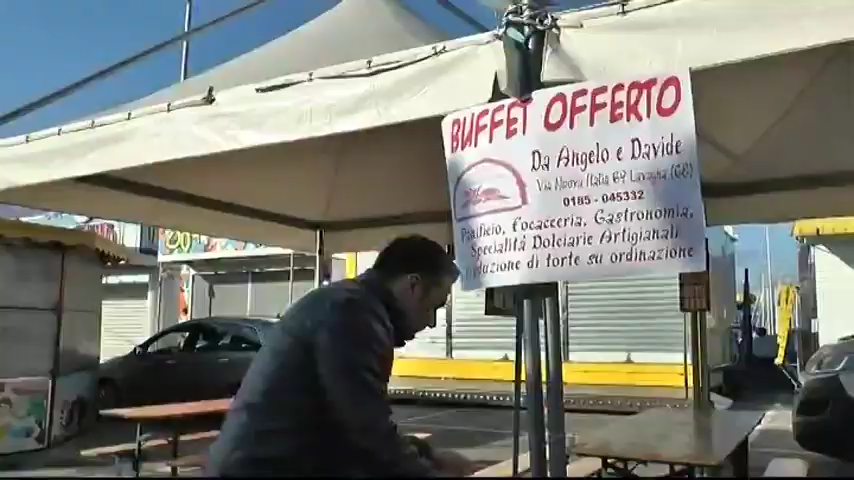 BUFFET OFFERTO
Da Angelo e Davide
Via Nuova Italia 69 Lavagna (GE)
0185 - 045332
Panificio, Focacceria, Gastronomia,
Specialità Dolciarie Artigianali
Produzione di torte su ordinazione